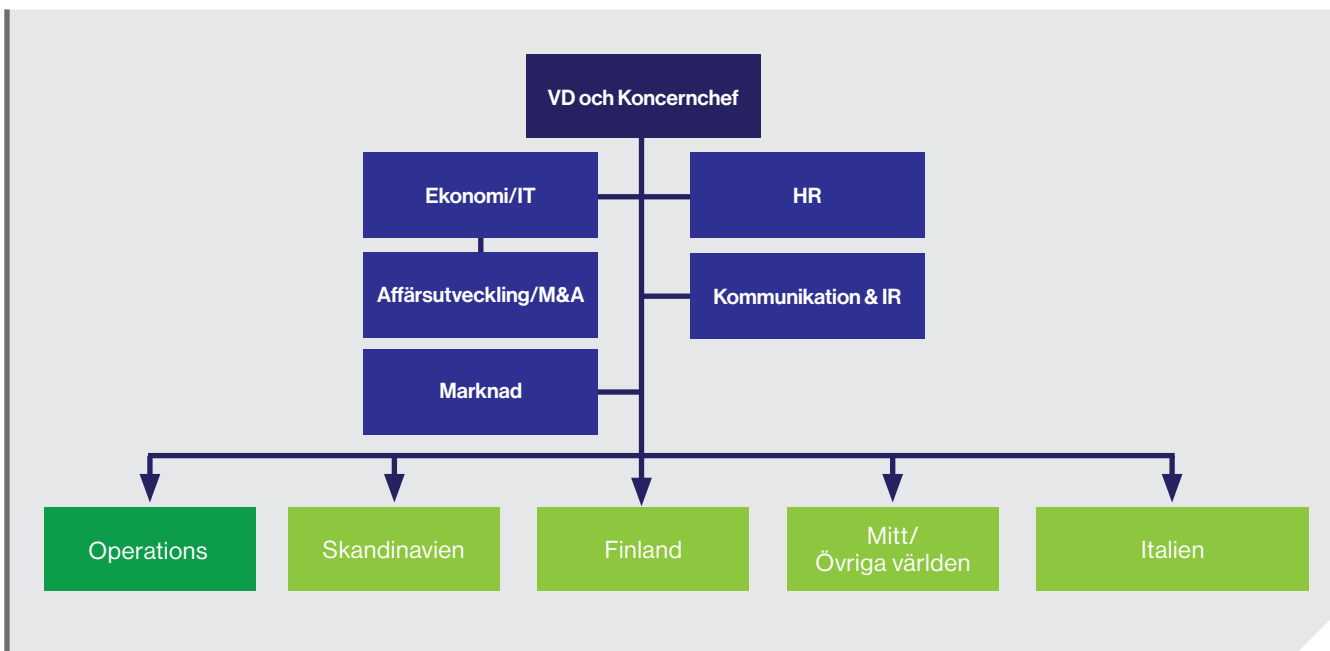 VD och Koncernchef
Ekonomi/IT
HR
Affärsutveckling/M&A
Kommunikation & IR
Marknad
Operations
Skandinavien
Finland
Mitt/
Övriga världen
Italien